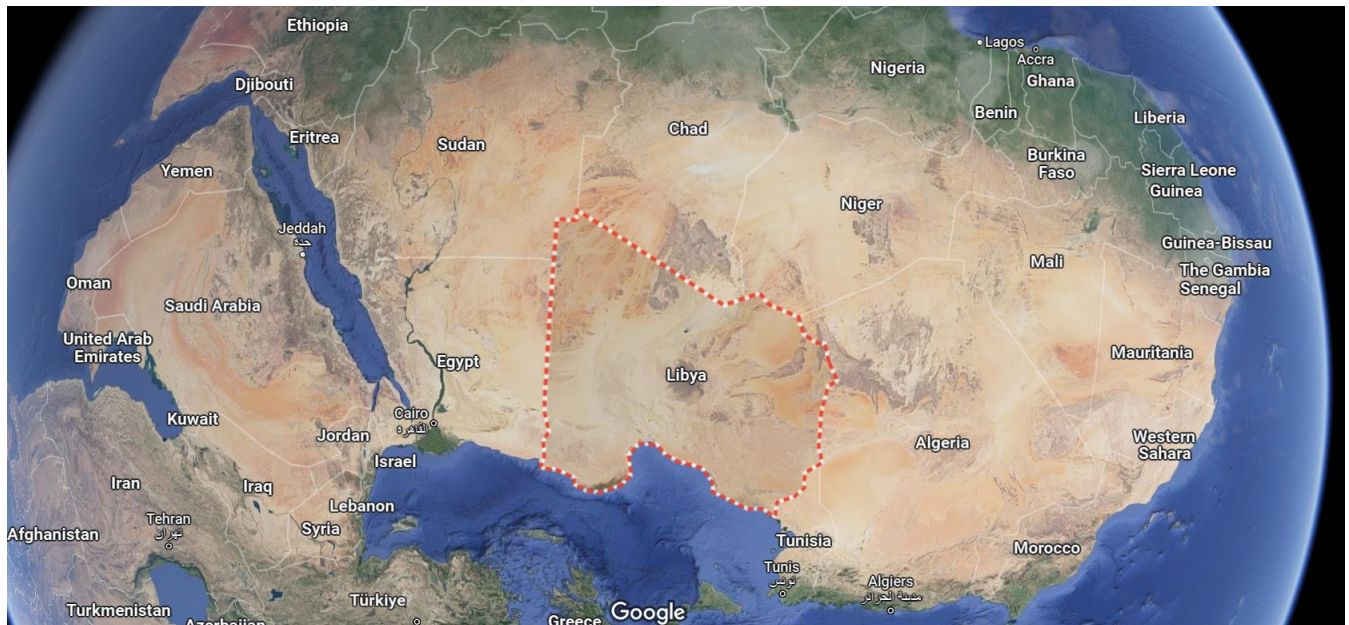 Ethiopia
Lagos
Accra
Nigeria
Ghana
Djibouti
Benin
Liberia
Chad
Eritrea
Sudan
Burkina
Faso
Yemen
Sierra Leone
Guinea
Niger
Jeddah
جدة
Guinea-Bissau
Mali
The Gambia
Senegal
Oman
Saudi Arabia
United Arab
Emirates
Mauritania
Egypt
Libya
Kuwait
Cairo
القاهرة
Jordan
Algeria
Western
Sahara
Israel
Iran
Iraq
Lebanon
Syria
Tehran
تهران
Afghanistan
Tunisia
Morocco
Tunis
تونس
Algiers
مدينة الجزائر
Türkiye
Turkmenistan
Google
Greece
Azerbaijan